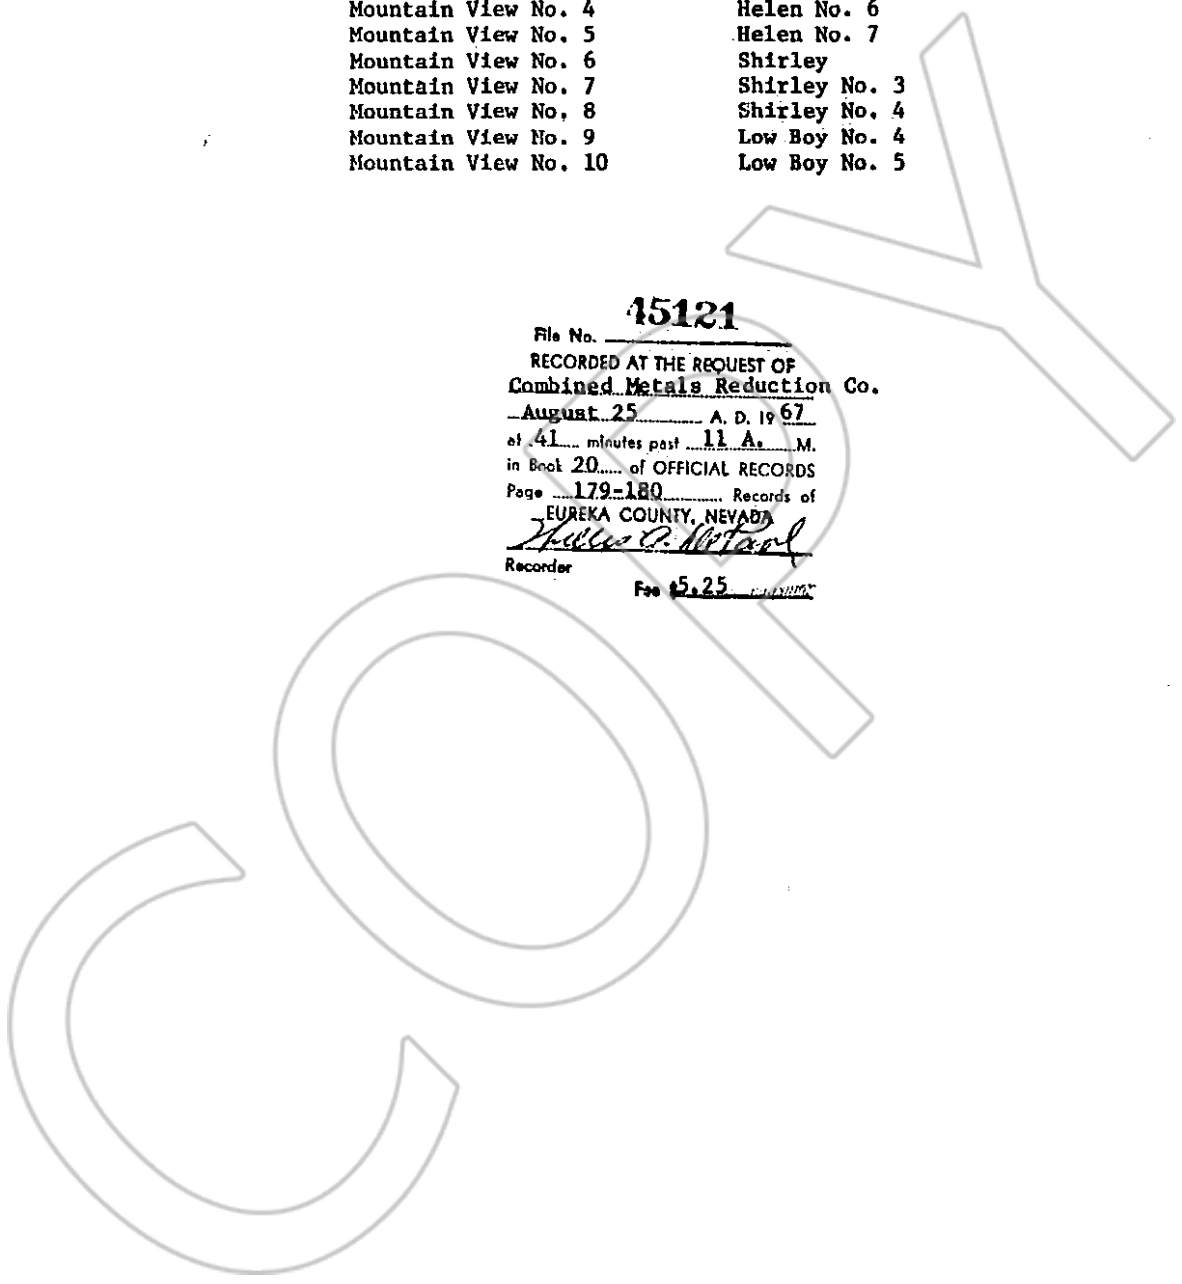 Mountain View No. 4 Helen No. 6
Mountain View No. 5 Helen No. 7
Mountain View No. 6 Shirley
Mountain View No. 7 Shirley No. 3
Mountain View No. 8 Shirley No. 4
Mountain View No. 9 Low Boy No. 4
Mountain View No. 10 Low Boy No. 5
45121
File No.
RECORDED AT THE REQUEST OF
Combined Metals Reduction Co.
August 25 A. D. 1967
at 41 minutes past 11 A. M.
in Book 20 of OFFICIAL RECORDS
Page 179-180 Records of
EUREKA COUNTY, NEVADA
Willis A. DePaoli
Recorder
Fee $5.25
COPY